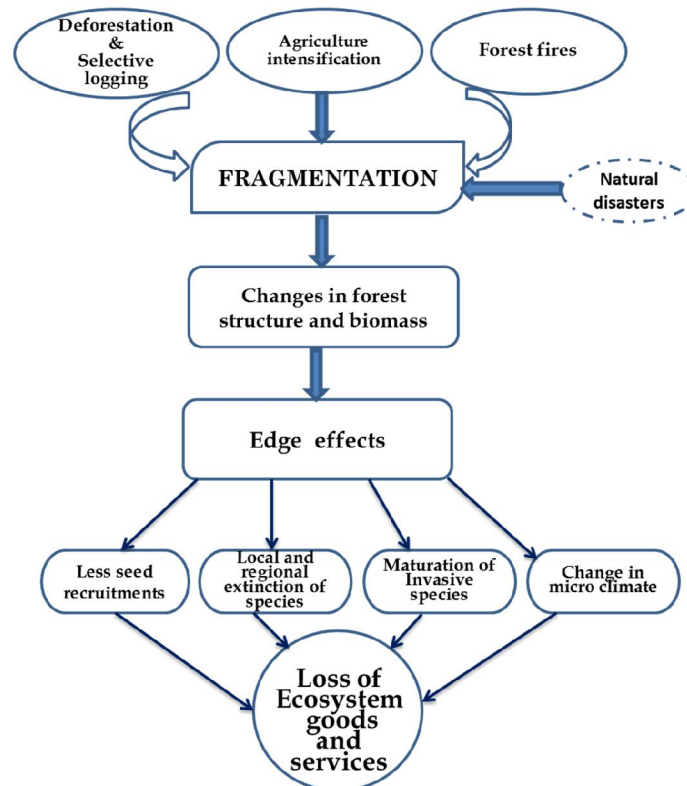 Deforestation
&
Selective
logging
Agriculture
intensification
Forest fires
FRAGMENTATION
Natural
disasters
Changes in forest
structure and biomass
Edge effects
Less seed
recruitments
Local and
regional
extinction of
species
Maturation of
Invasive
species
Change in
micro climate
Loss of
Ecosystem
goods
and
services